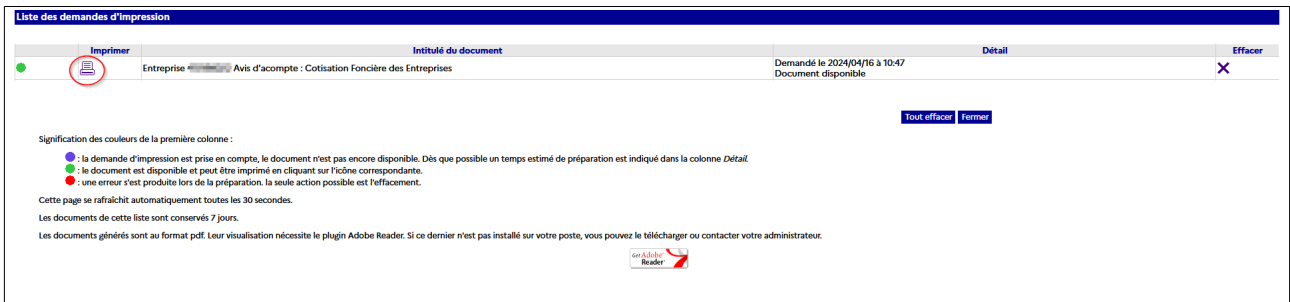 Liste des demandes d'impression
Imprimer Intitulé du document Détail Effacer
Entreprise Avis d'acompte : Cotisation Foncière des Entreprises
Demandé le 2024/04/16 à 10:47
Document disponible
Tout effacer Fermer
Signification des couleurs de la première colonne :
: la demande d'impression est prise en compte, le document n'est pas encore disponible. Dès que possible un temps estimé de préparation est indiqué dans la colonne Détail.
: le document est disponible et peut être imprimé en cliquant sur l'icône correspondante.
: une erreur s'est produite lors de la préparation. la seule action possible est l'effacement.
Cette page se rafraîchit automatiquement toutes les 30 secondes.
Les documents de cette liste sont conservés 7 jours.
Les documents générés sont au format pdf. Leur visualisation nécessite le plugin Adobe Reader. Si ce dernier n'est pas installé sur votre poste, vous pouvez le télécharger ou contacter votre administrateur.
Get Adobe
Reader